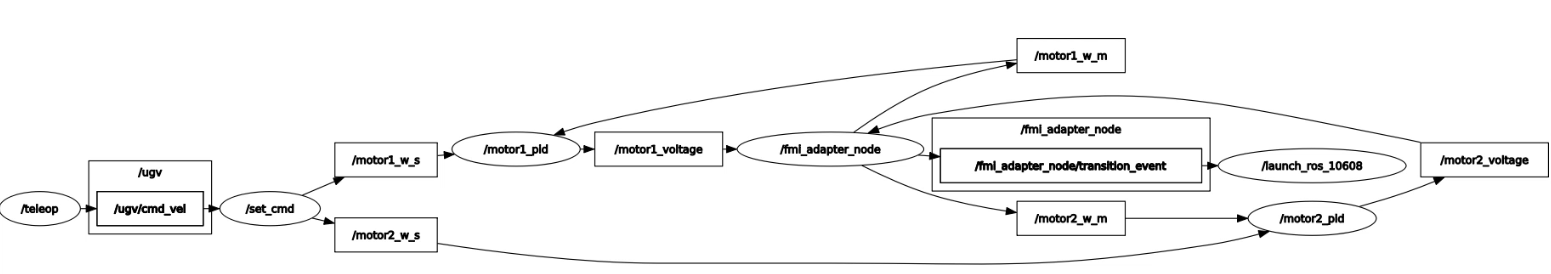 /motor1_w_m
/fmi_adapter_node
/ugv
/motor1_w_s
/motor1_pid
/motor1_voltage
/fmi_adapter_node
/fmi_adapter_node/transition_event
/launch_ros_10608
/motor2_voltage
/teleop
/ugv/cmd_vel
/set_cmd
/motor2_w_s
/motor2_w_m
/motor2_pid